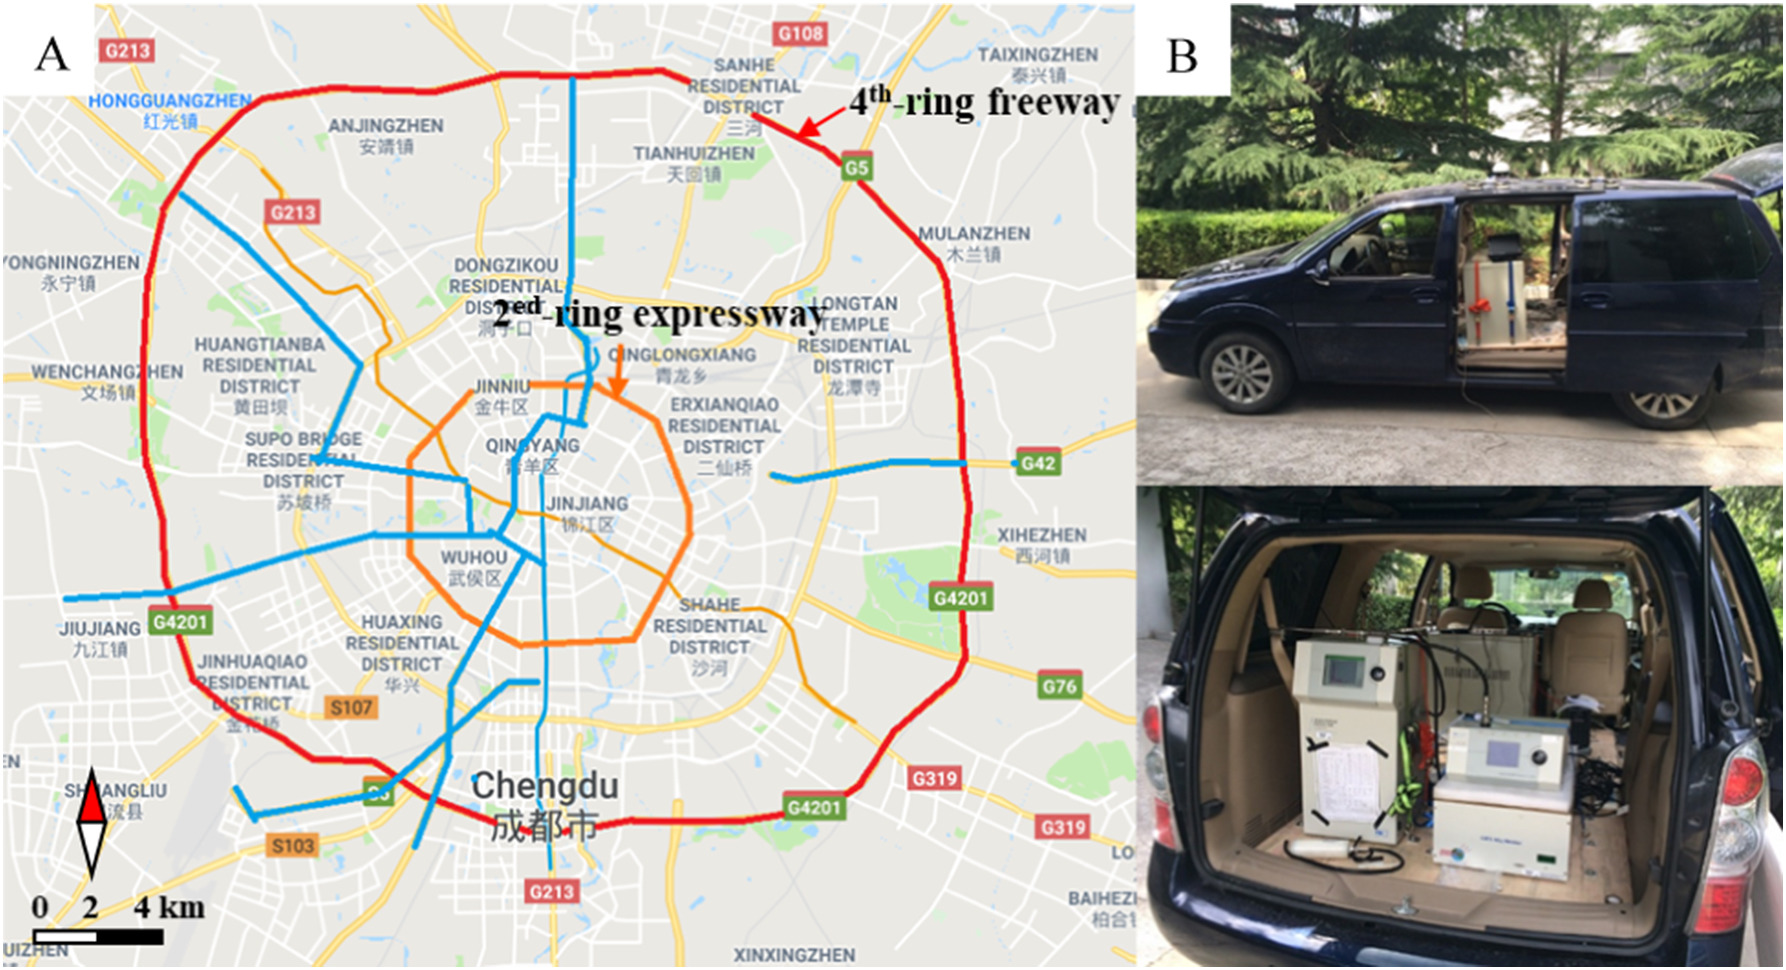 A
G213
G108
SANHE
RESIDENTIAL
DISTRICT
三河
TAIXINGZHEN
泰兴镇
HONGGUANGZHEN
红光镇
4th-ring freeway
ANJINGZHEN
安靖镇
TIANHUIZHEN
天回镇
G5
G213
MULANZHEN
木兰镇
YONGNINGZHEN
永宁镇
DONGZIKOU
RESIDENTIAL
洞子口
2ed-ring expressway
LONGTAN
TEMPLE
RESIDENTIAL
DISTRICT
龙潭寺
HUANGTIANBA
RESIDENTIAL
DISTRICT
黄田坝
WENCHANGZHEN
文场镇
QINGLONGXIANG
青龙乡
JINNIU
金牛区
ERXIANQIAO
RESIDENTIAL
DISTRICT
二仙桥
SUPO BRIDGE
RESIDENTIAL
DISTRICT
苏坡桥
QINGYANG
青羊区
G42
JINJIANG
锦江区
XIHEZHEN
西河镇
WUHOU
武侯区
G4201
G4201
JIUJIANG
九江镇
HUAXING
RESIDENTIAL
DISTRICT
华兴
SHAHE
RESIDENTIAL
DISTRICT
沙河
JINHUAQIAO
RESIDENTIAL
DISTRICT
金花桥
G76
S107
G319
Chengdu
成都市
G5
G4201
流县
G319
S103
LO
G213
BAIHEZI
柏合镇
0 2 4 km
UIZHEN
XINXINGZHEN
B